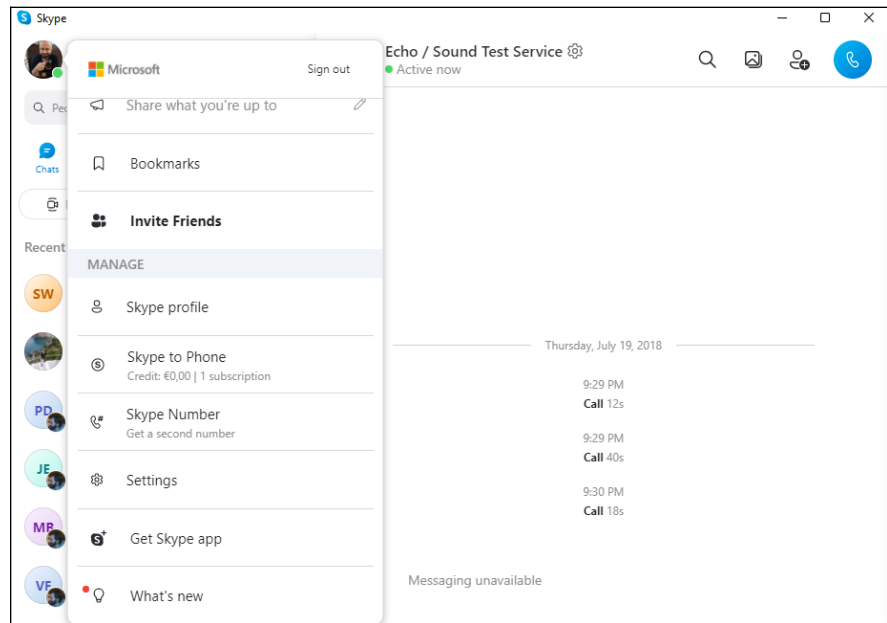 Skype
Microsoft
Sign out
Share what you're up to
Bookmarks
Invite Friends
MANAGE
Skype profile
Skype to Phone
Credit: €0,00 | 1 subscription
Skype Number
Get a second number
Settings
Get Skype app
What's new
Chats
Recent
SW
PD
JE
MB
VF
Echo / Sound Test Service
Active now
Thursday, July 19, 2018
9:29 PM
Call 12s
9:29 PM
Call 40s
9:30 PM
Call 18s
Messaging unavailable